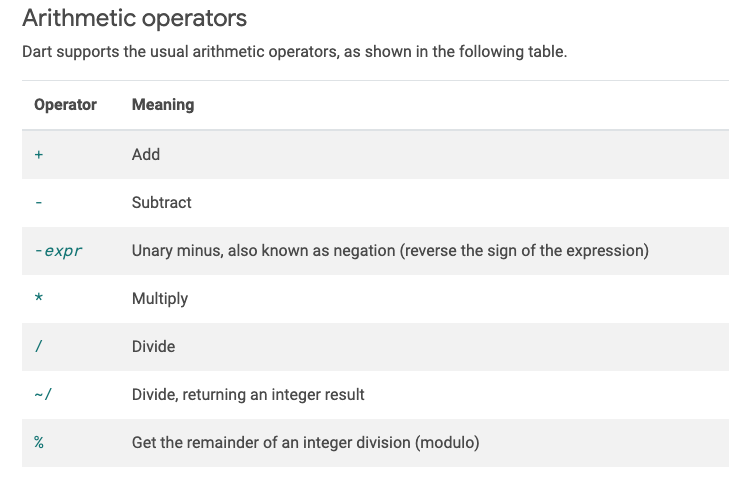 Arithmetic operators
Dart supports the usual arithmetic operators, as shown in the following table.
Operator Meaning
+ Add
- Subtract
-expr Unary minus, also known as negation (reverse the sign of the expression)
* Multiply
/ Divide
~/ Divide, returning an integer result
% Get the remainder of an integer division (modulo)